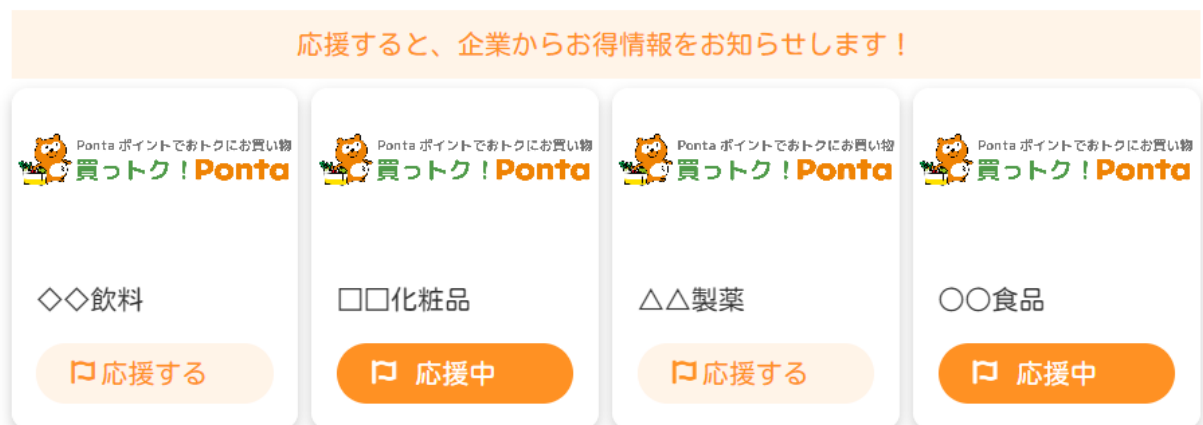 応援すると、企業からお得情報をお知らせします！
Ponta ポイントでおトクにお買い物
買っトク！Ponta
◇◇飲料
応援する
Ponta ポイントでおトクにお買い物
買っトク！Ponta
□□化粧品
応援中
Ponta ポイントでおトクにお買い物
買っトク！Ponta
△△製薬
応援する
Ponta ポイントでおトクにお買い物
買っトク！Ponta
〇〇食品
応援中